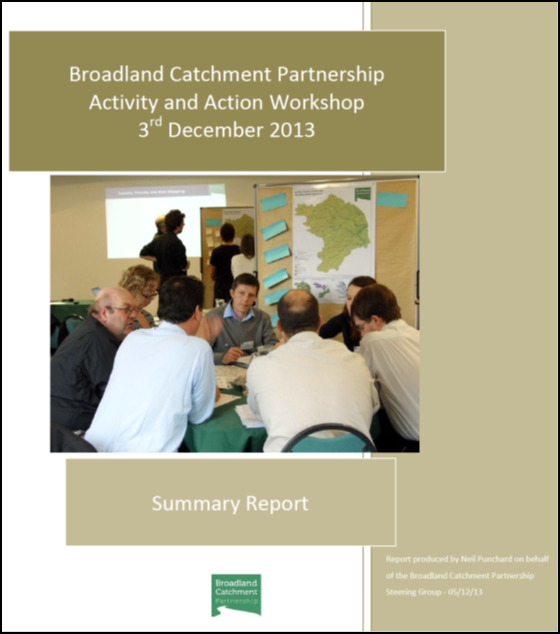 Broadland Catchment Partnership
Activity and Action Workshop
3rd December 2013
Summary Report
Report produced by Neil Punchard on behalf
of the Broadland Catchment Partnership
Steering Group - 05/12/13
Broadland
Catchment
Partnership